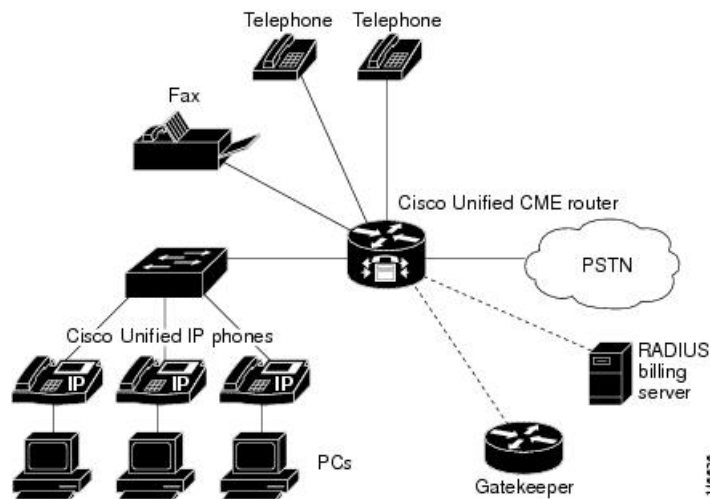 Telephone
Telephone
Fax
Cisco Unified CME router
PSTN
Cisco Unified IP phones
IP
IP
IP
RADIUS
billing
server
PCs
Gatekeeper